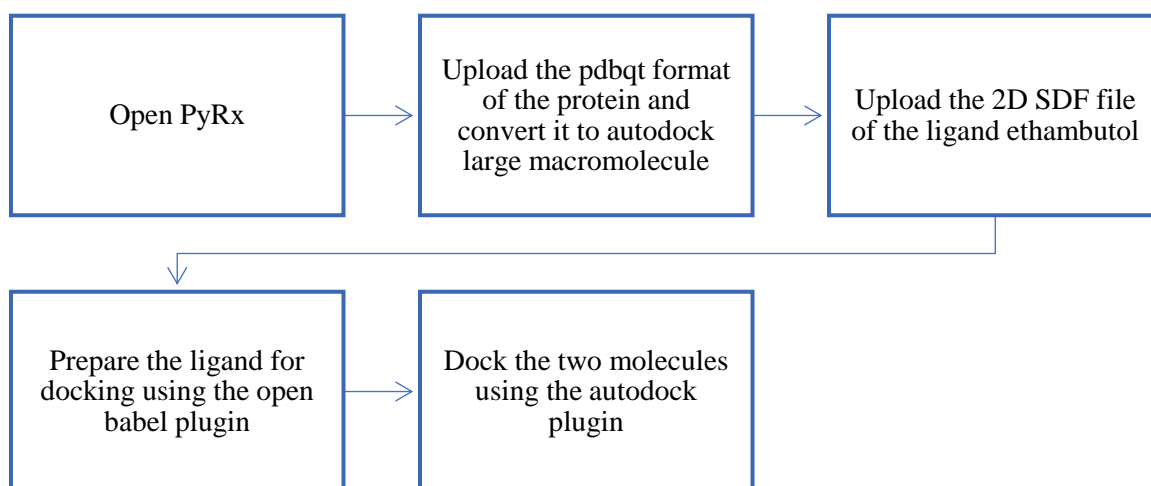 Open PyRx
Upload the pdbqt format
of the protein and
convert it to autodock
large macromolecule
Upload the 2D SDF file
of the ligand ethambutol
Prepare the ligand for
docking using the open
babel plugin
Dock the two molecules
using the autodock
plugin